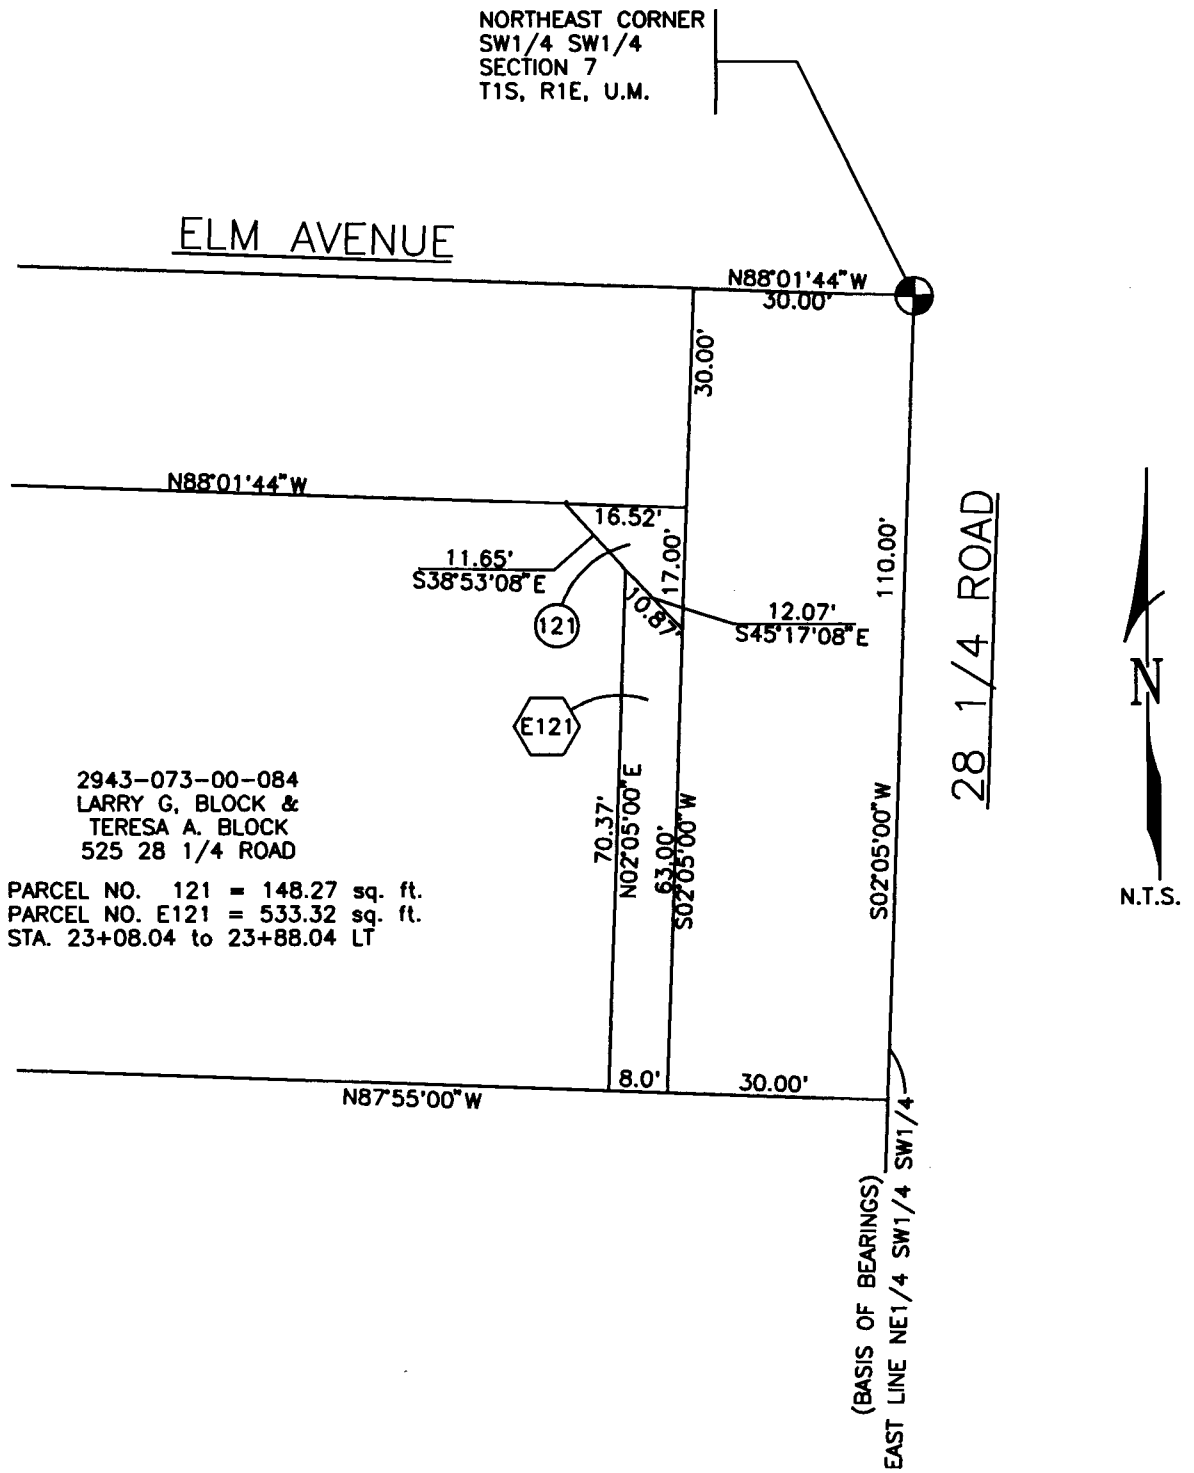 NORTHEAST CORNER
SW1/4 SW1/4
SECTION 7
T1S, R1E, U.M.
ELM AVENUE
N88°01'44"W
30.00'
30.00'
N88°01'44"W
16.52'
11.65'
S38°53'08"E
17.00'
110.00'
28 1/4 ROAD
121
10.87'
12.07'
S45°17'08"E
N
E121
2943-073-00-084
LARRY G, BLOCK &
TERESA A. BLOCK
525 28 1/4 ROAD
70.37'
N02°05'00"E
63.00'
S02°05'00"W
S02°05'00"W
PARCEL NO. 121 = 148.27 sq. ft.
PARCEL NO. E121 = 533.32 sq. ft.
STA. 23+08.04 to 23+88.04 LT
N.T.S.
8.0'
30.00'
N87°55'00"W
(BASIS OF BEARINGS)
EAST LINE NE1/4 SW1/4 SW1/4